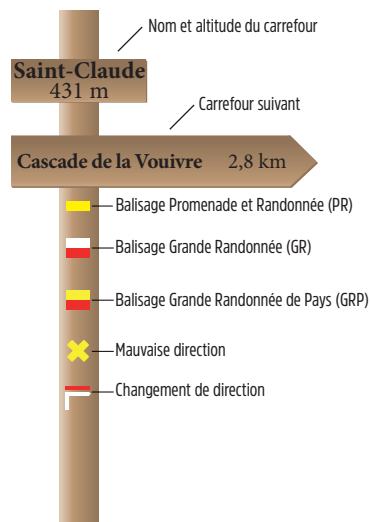 Nom et altitude du carrefour
Saint-Claude
431 m
Carrefour suivant
Cascade de la Vouivre 2,8 km
Balisage Promenade et Randonnée (PR)
Balisage Grande Randonnée (GR)
Balisage Grande Randonnée de Pays (GRP)
Mauvaise direction
Changement de direction